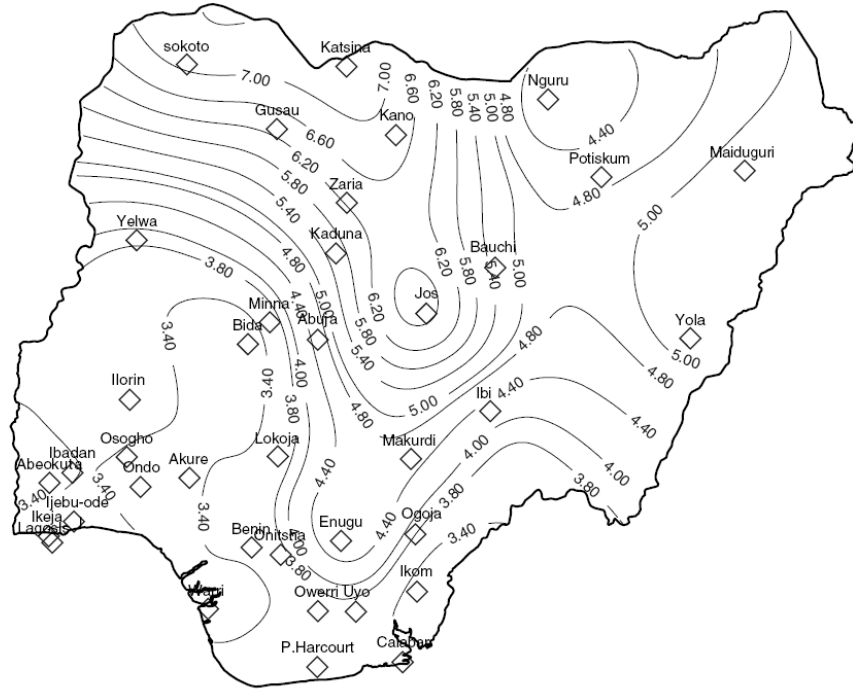 sokoto
Katsina
7.00
7.00
6.60
6.20
5.80
5.40
5.00
4.80
Nguru
Gusau
Kano
6.60
4.40
6.20
Potiskum
Maiduguri
5.80
Zaria
4.80
5.40
5.00
Yelwa
Kaduna
4.80
Bauchi
3.80
6.20
5.80
5.40
5.00
4.40
5.00
6.20
Jos
3.40
Minna
Abuja
Bida
5.80
4.80
Yola
4.00
5.40
5.00
4.80
3.40
4.40
Ilorin
3.80
5.00
Ibi
4.80
4.40
Osogho
Lokoja
Makurdi
4.00
4.00
Ibadan
Abeokuta
Ondo
Akure
4.40
3.80
3.80
3.40
3.40
Ijebu-ode
3.40
4.40
Ogoja
Ikeja
Lagos
Benin
Onitsha
4.00
Enugu
3.40
3.80
Ikom
Warri
Owerri
Uyo
P.Harcourt
Calabar